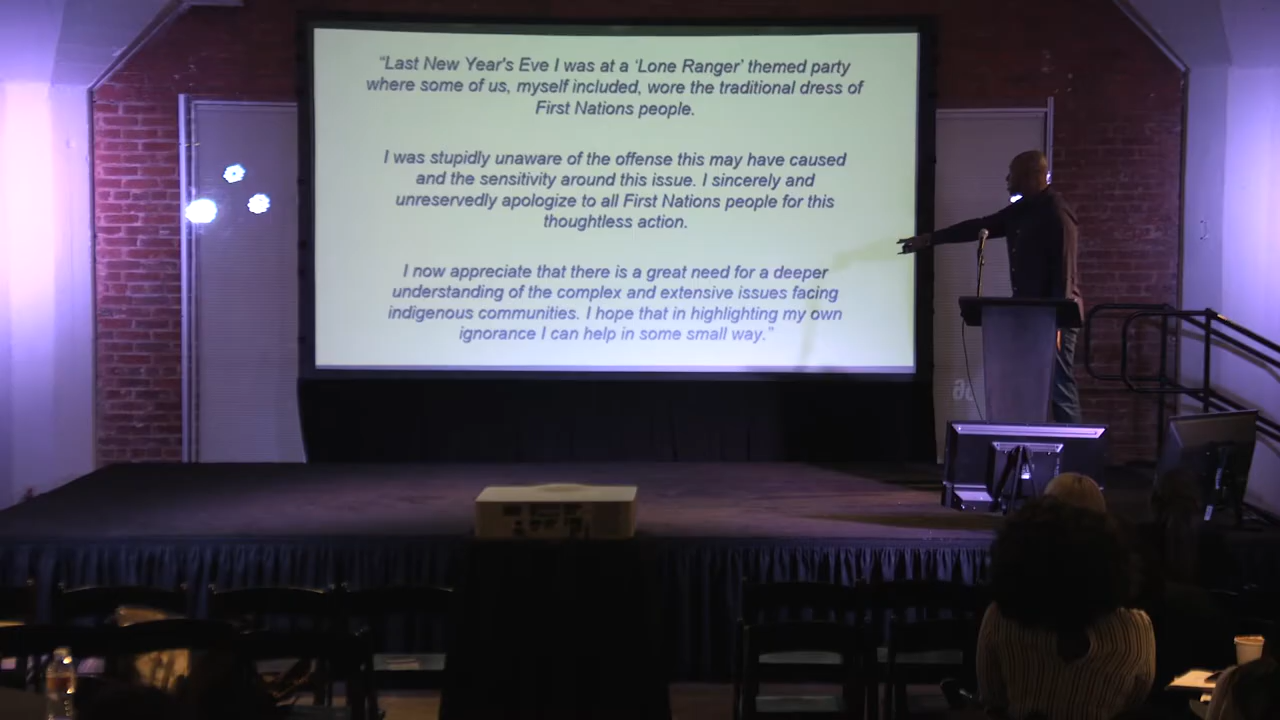 “Last New Year's Eve I was at a ‘Lone Ranger’ themed party
where some of us, myself included, wore the traditional dress of
First Nations people.
I was stupidly unaware of the offense this may have caused
and the sensitivity around this issue. I sincerely and
unreservedly apologize to all First Nations people for this
thoughtless action.
I now appreciate that there is a great need for a deeper
understanding of the complex and extensive issues facing
indigenous communities. I hope that in highlighting my own
ignorance I can help in some small way.”